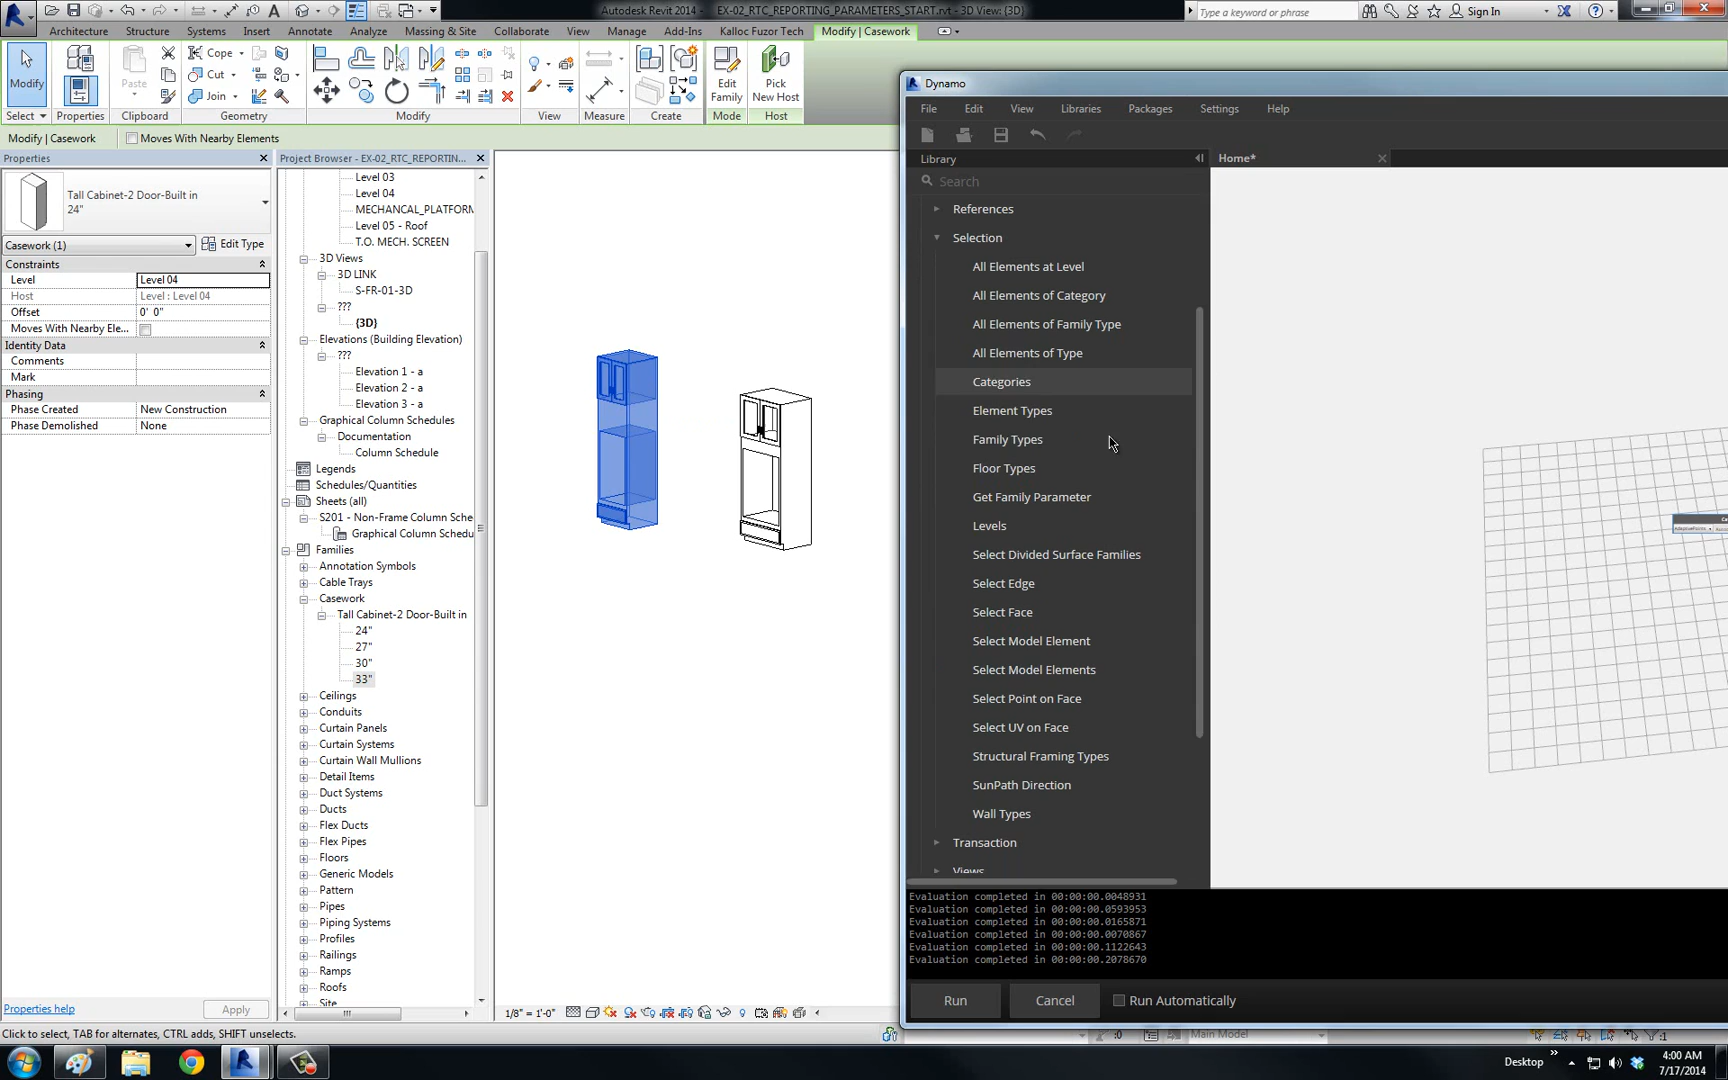 Autodesk Revit 2014 - EX-02_RTC_REPORTING_PARAMETERS_START.rvt - 3D View: {3D}
Type a keyword or phrase
Sign In
Architecture Structure Systems Insert Annotate Analyze Massing & Site Collaborate View Manage Add-Ins Kalloc Fuzor Tech Modify | Casework
Modify
Paste
Cope
Cut
Join
Edit
Family
Pick
New Host
Select Properties Clipboard Geometry Modify View Measure Create Mode Host
Modify | Casework Moves With Nearby Elements
Properties
Tall Cabinet-2 Door-Built in
24"
Casework (1) Edit Type
Constraints
Level Level 04
Host Level : Level 04
Offset 0' 0"
Moves With Nearby Ele...
Identity Data
Comments
Mark
Phasing
Phase Created New Construction
Phase Demolished None
Properties help Apply
Project Browser - EX-02_RTC_REPORTIN...
Level 03
Level 04
MECHANCAL_PLATFORM
Level 05 - Roof
T.O. MECH. SCREEN
3D Views
3D LINK
S-FR-01-3D
???
{3D}
Elevations (Building Elevation)
???
Elevation 1 - a
Elevation 2 - a
Elevation 3 - a
Graphical Column Schedules
Documentation
Column Schedule
Legends
Schedules/Quantities
Sheets (all)
S201 - Non-Frame Column Sche
Graphical Column Schedu
Families
Annotation Symbols
Cable Trays
Casework
Tall Cabinet-2 Door-Built in
24"
27"
30"
33"
Ceilings
Conduits
Curtain Panels
Curtain Systems
Curtain Wall Mullions
Detail Items
Duct Systems
Ducts
Flex Ducts
Flex Pipes
Floors
Generic Models
Pattern
Pipes
Piping Systems
Profiles
Railings
Ramps
Roofs
Site
1/8" = 1'-0"
Dynamo
File Edit View Libraries Packages Settings Help
Library
Home*
Search
References
Selection
All Elements at Level
All Elements of Category
All Elements of Family Type
All Elements of Type
Categories
Element Types
Family Types
Floor Types
Get Family Parameter
Levels
Select Divided Surface Families
Select Edge
Select Face
Select Model Element
Select Model Elements
Select Point on Face
Select UV on Face
Structural Framing Types
SunPath Direction
Wall Types
Transaction
Views
Evaluation completed in 00:00:00.0048931
Evaluation completed in 00:00:00.0593953
Evaluation completed in 00:00:00.0165871
Evaluation completed in 00:00:00.0070867
Evaluation completed in 00:00:00.1122643
Evaluation completed in 00:00:00.2078670
Run Cancel Run Automatically
Click to select, TAB for alternates, CTRL adds, SHIFT unselects.
:0 Main Model :1
Desktop
4:00 AM
7/17/2014